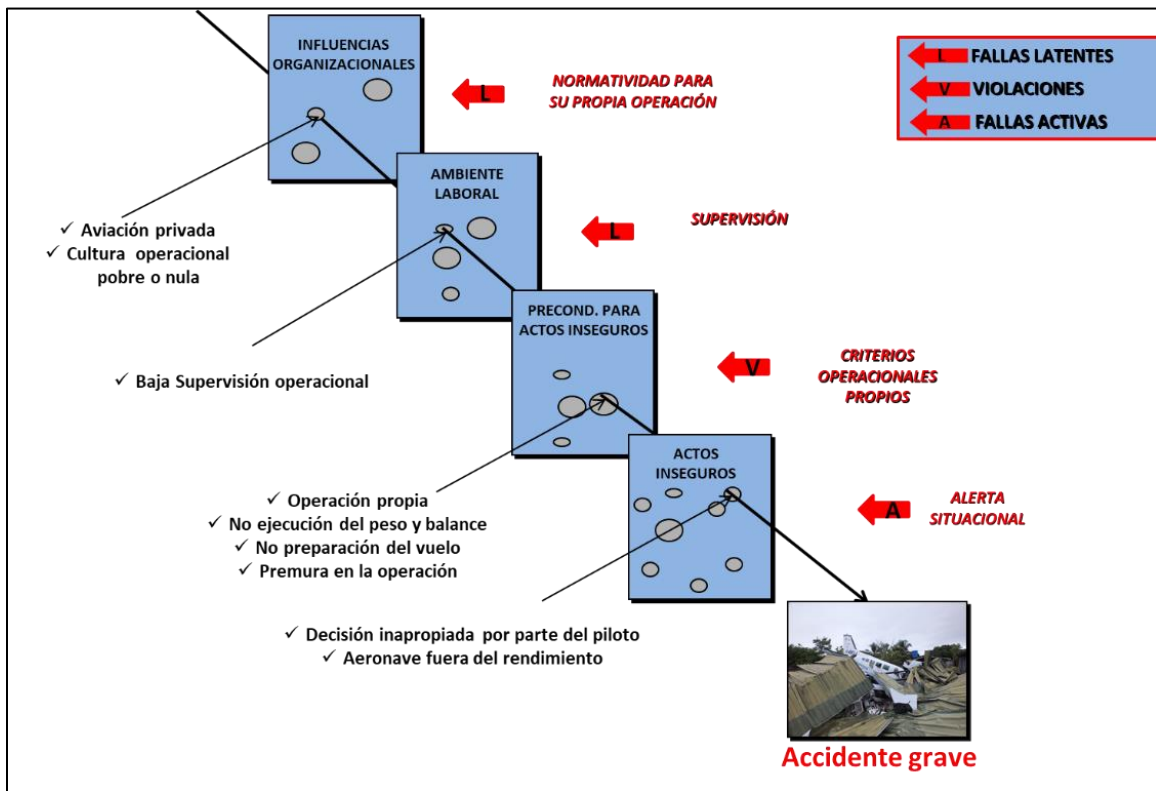 INFLUENCIAS
ORGANIZACIONALES
L
NORMATIVIDAD PARA
SU PROPIA OPERACIÓN
L FALLAS LATENTES
V VIOLACIONES
A FALLAS ACTIVAS
✓ Aviación privada
✓ Cultura operacional
pobre o nula
AMBIENTE
LABORAL
L
SUPERVISIÓN
✓ Baja Supervisión operacional
PRECOND. PARA
ACTOS INSEGUROS
V
CRITERIOS
OPERACIONALES
PROPIOS
✓ Operación propia
✓ No ejecución del peso y balance
✓ No preparación del vuelo
✓ Premura en la operación
ACTOS
INSEGUROS
A
ALERTA
SITUACIONAL
✓ Decisión inapropiada por parte del piloto
✓ Aeronave fuera del rendimiento
Accidente grave